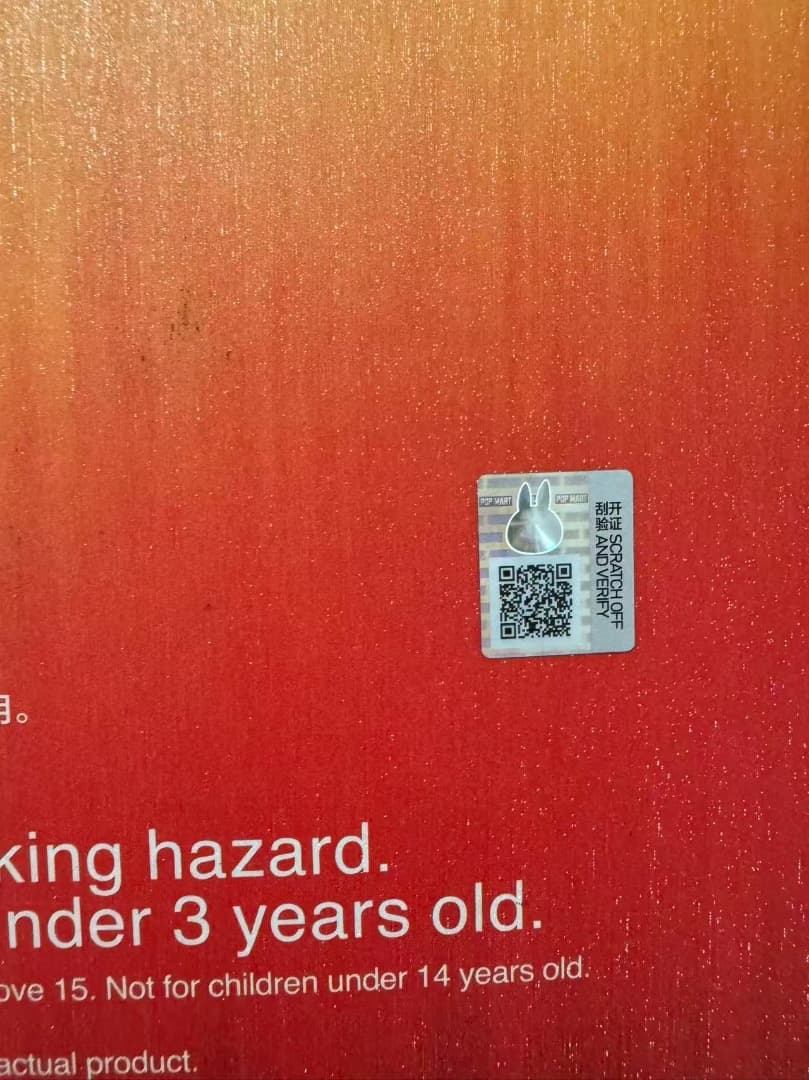 POP MART
POP MART
刮开
验证
SCRATCH OFF
AND VERIFY
用。
king hazard.
nder 3 years old.
ove 15. Not for children under 14 years old.
actual product.